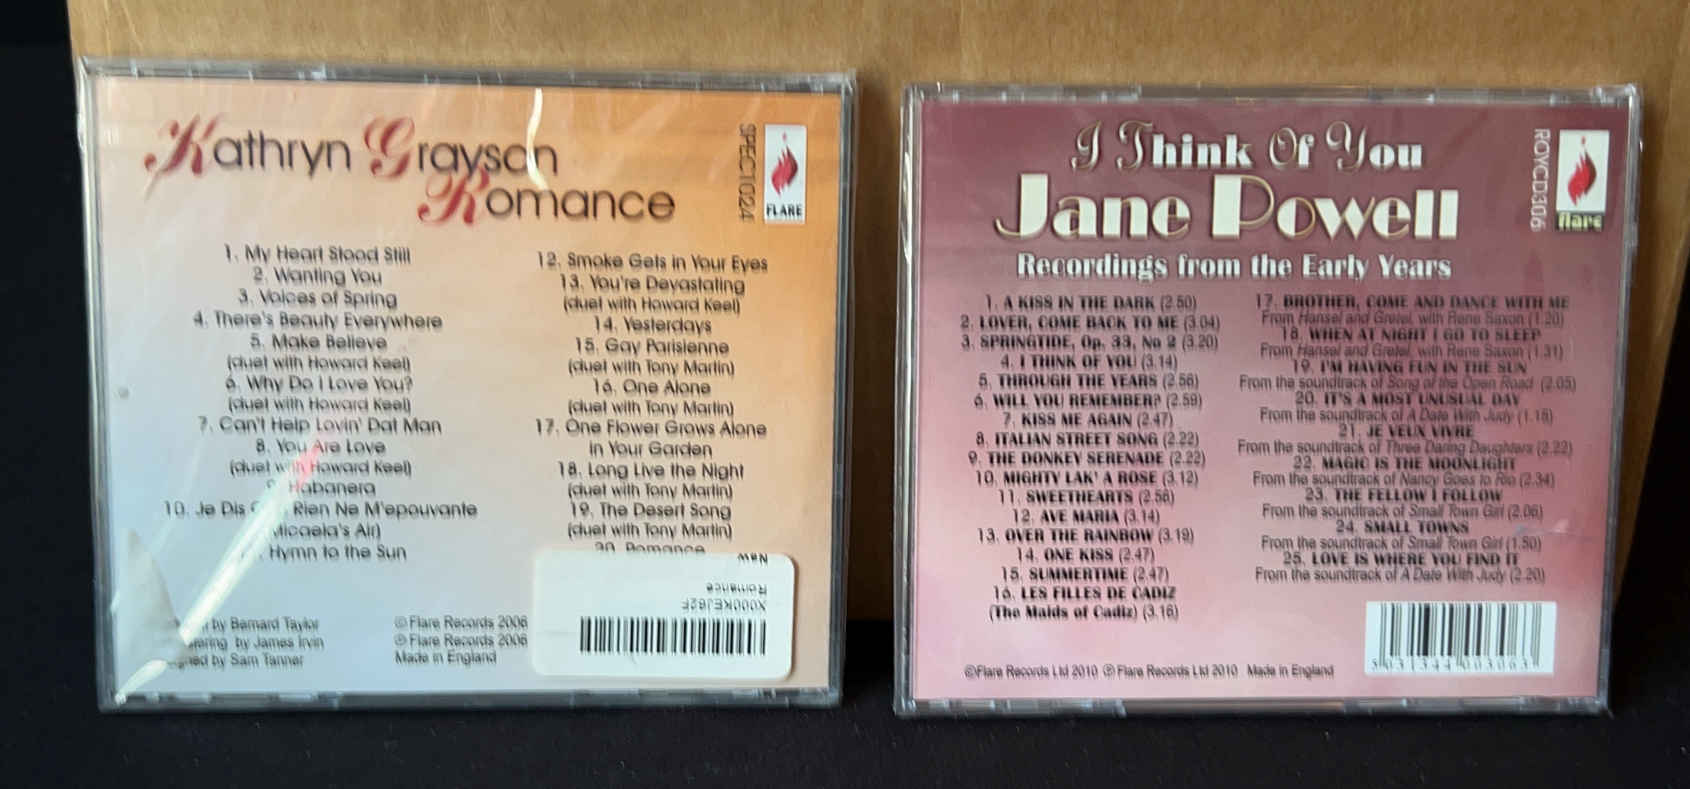 Kathryn Grayson
Romance
SPEC1024
FLARE
1. My Heart Stood Still
2. Wanting You
3. Voices of Spring
4. There's Beauty Everywhere
5. Make Believe
(duet with Howard Keel)
6. Why Do I Love You?
(duet with Howard Keel)
7. Can't Help Lovin' Dat Man
8. You Are Love
(duet with Howard Keel)
9. Habanera
10. Je Dis Rien Ne M'epouvante
(Micaela's Air)
Hymn to the Sun
12. Smoke Gets in Your Eyes
13. You're Devastating
(duet with Howard Keel)
14. Yesterdays
15. Gay Parisienne
(duet with Tony Martin)
16. One Alone
(duet with Tony Martin)
17. One Flower Grows Alone
in Your Garden
18. Long Live the Night
(duet with Tony Martin)
19. The Desert Song
(duet with Tony Martin)
20. Romance
by Bernard Taylor
by James Irvin
by Sam Tanner
© Flare Records 2006
℗ Flare Records 2006
Made in England
New
Romance
X000KEJ62F
I Think Of You
Jane Powell
Recordings from the Early Years
ROYCD306
flare
1. A KISS IN THE DARK (2.50)
2. LOVER, COME BACK TO ME (3.04)
3. SPRINGTIDE, Op. 33, No 2 (3.20)
4. I THINK OF YOU (3.14)
5. THROUGH THE YEARS (2.56)
6. WILL YOU REMEMBER? (2.59)
7. KISS ME AGAIN (2.47)
8. ITALIAN STREET SONG (2.22)
9. THE DONKEY SERENADE (2.22)
10. MIGHTY LAK' A ROSE (3.12)
11. SWEETHEARTS (2.56)
12. AVE MARIA (3.14)
13. OVER THE RAINBOW (3.19)
14. ONE KISS (2.47)
15. SUMMERTIME (2.47)
16. LES FILLES DE CADIZ
(The Maids of Cadiz) (3.16)
17. BROTHER, COME AND DANCE WITH ME
From Hansel and Gretel, with Rene Saxon (1.20)
18. WHEN AT NIGHT I GO TO SLEEP
From Hansel and Gretel, with Rene Saxon (1.31)
19. I'M HAVING FUN IN THE SUN
From the soundtrack of Song of the Open Road (2.05)
20. IT'S A MOST UNUSUAL DAY
From the soundtrack of A Date With Judy (1.18)
21. JE VEUX VIVRE
From the soundtrack of Three Daring Daughters (2.22)
22. MAGIC IS THE MOONLIGHT
From the soundtrack of Nancy Goes to Rio (2.34)
23. THE FELLOW I FOLLOW
From the soundtrack of Small Town Girl (2.06)
24. SMALL TOWNS
From the soundtrack of Small Town Girl (1.50)
25. LOVE IS WHERE YOU FIND IT
From the soundtrack of A Date With Judy (2.20)
©Flare Records Ltd 2010 ℗ Flare Records Ltd 2010 Made in England
5 031344 003063